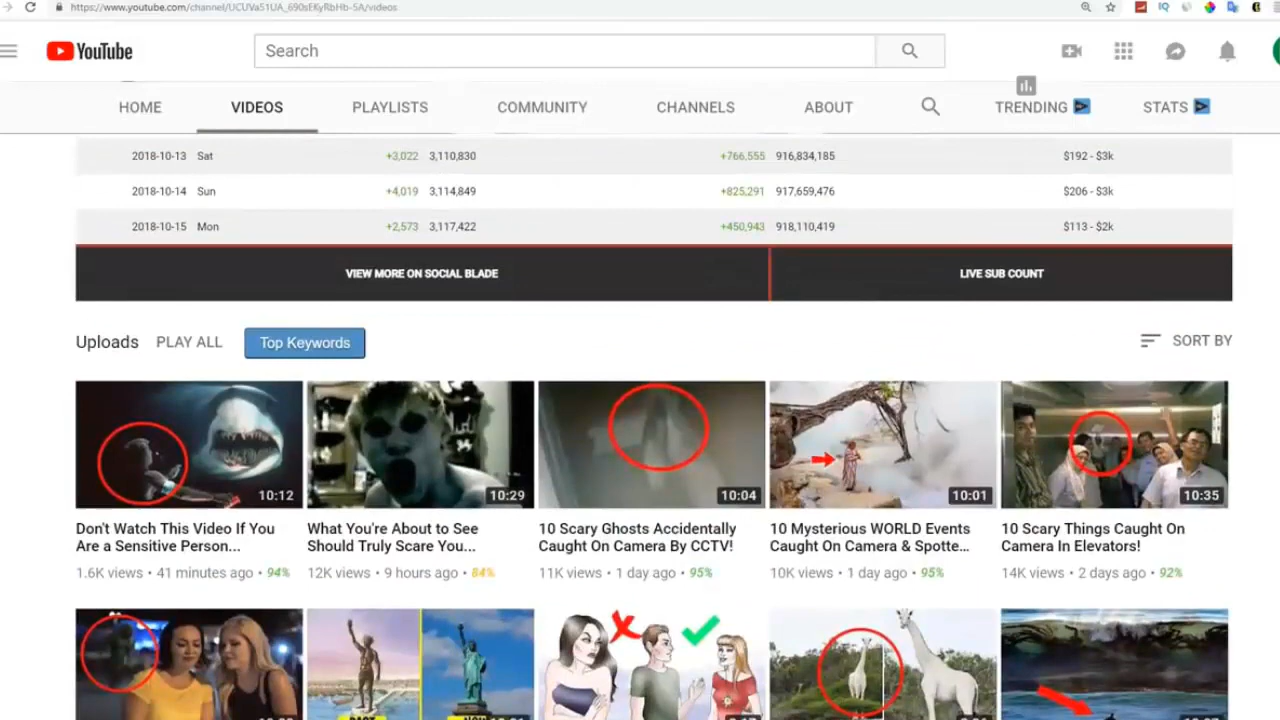 https://www.youtube.com/channel/UCUVa51UA_690sEKyRbHb-5A/videos
YouTube
Search
HOME VIDEOS PLAYLISTS COMMUNITY CHANNELS ABOUT TRENDING STATS
2018-10-13 Sat +3,022 3,110,830 +766,555 916,834,185 $192 - $3k
2018-10-14 Sun +4,019 3,114,849 +825,291 917,659,476 $206 - $3k
2018-10-15 Mon +2,573 3,117,422 +450,943 918,110,419 $113 - $2k
VIEW MORE ON SOCIAL BLADE LIVE SUB COUNT
Uploads PLAY ALL Top Keywords SORT BY
10:12 10:29 10:04 10:01 10:35
Don't Watch This Video If You
Are a Sensitive Person...
1.6K views • 41 minutes ago • 94%
What You're About to See
Should Truly Scare You...
12K views • 9 hours ago • 84%
10 Scary Ghosts Accidentally
Caught On Camera By CCTV!
11K views • 1 day ago • 95%
10 Mysterious WORLD Events
Caught On Camera & Spotte...
10K views • 1 day ago • 95%
10 Scary Things Caught On
Camera In Elevators!
14K views • 2 days ago • 92%